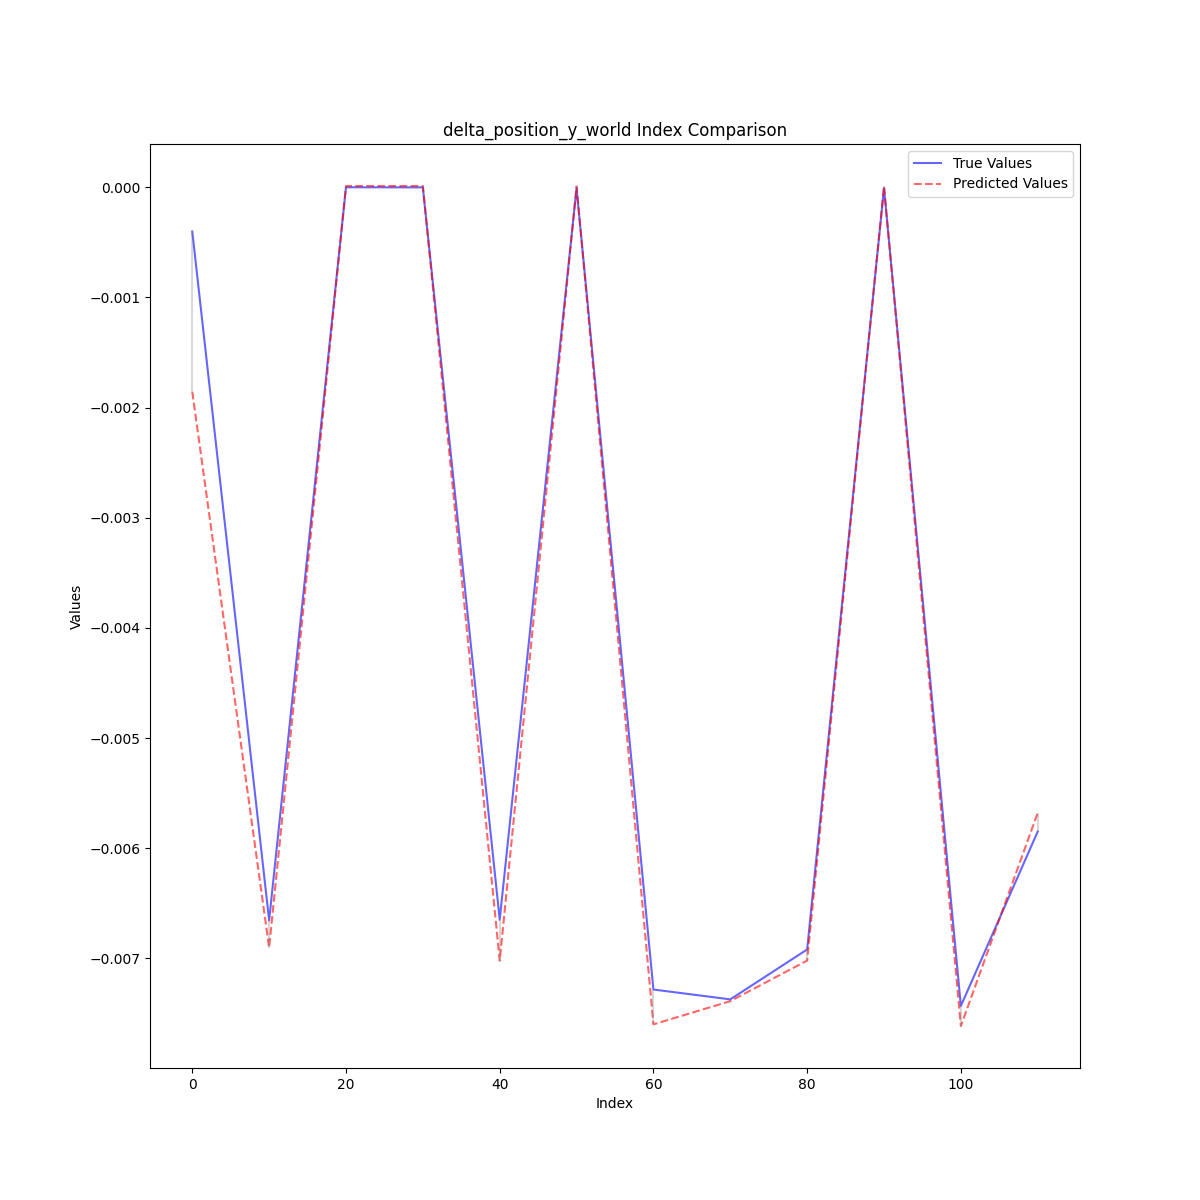 delta_position_y_world Index Comparison
True Values
Predicted Values
0.000
−0.001
−0.002
−0.003
−0.004
−0.005
−0.006
−0.007
Values
0 20 40 60 80 100
Index